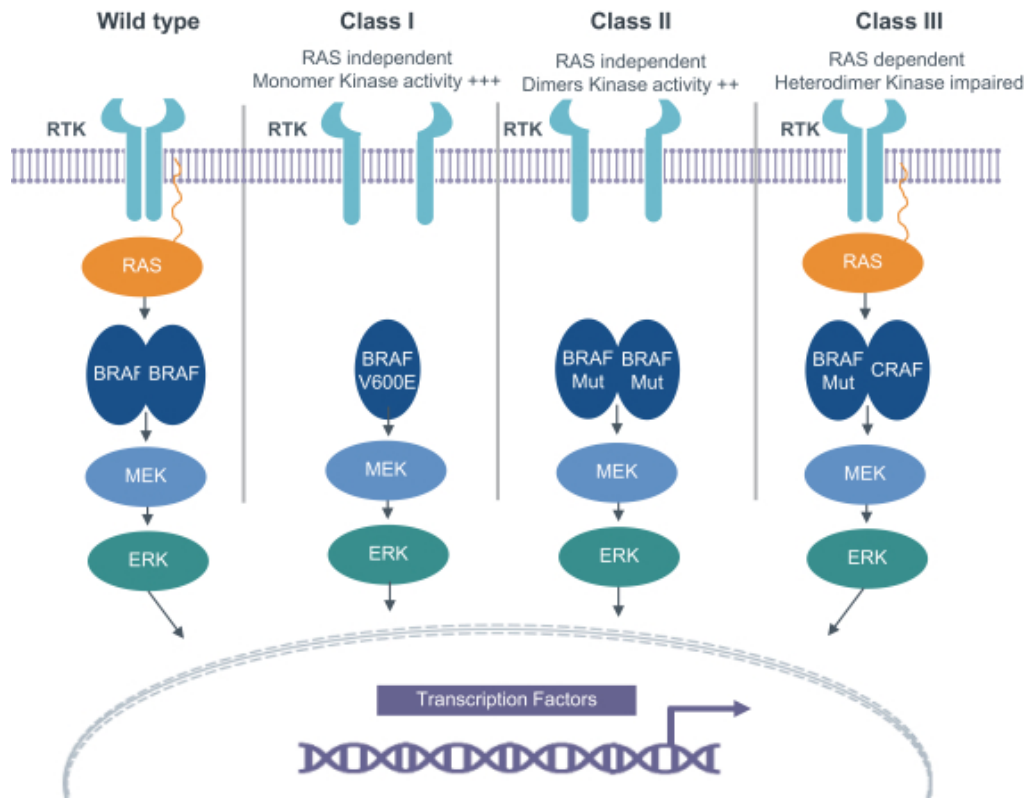 Wild type
Class I
Class II
Class III
RAS independent
Monomer Kinase activity +++
RAS independent
Dimers Kinase activity ++
RAS dependent
Heterodimer Kinase impaired
RTK
RTK
RTK
RTK
RAS
RAS
BRAF BRAF
BRAF
V600E
BRAF
Mut
BRAF
Mut
BRAF
Mut
CRAF
MEK
MEK
MEK
MEK
ERK
ERK
ERK
ERK
Transcription Factors